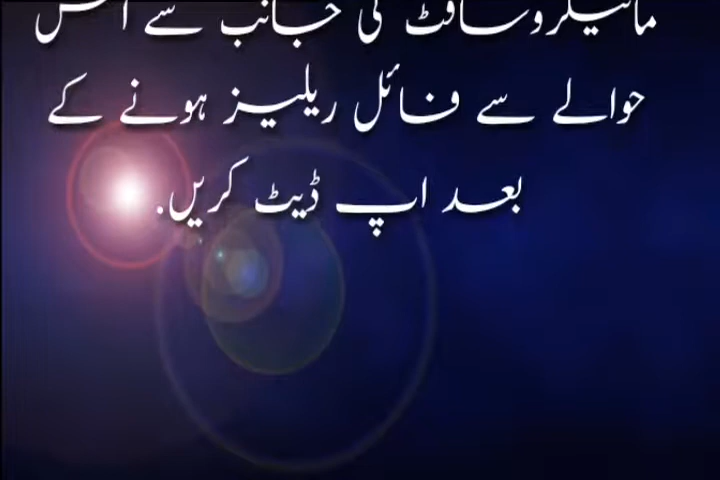 مائیکروسافٹ کی جانب سے اس
حوالے سے فائل ریلیز ہونے کے
بعد اپ ڈیٹ کریں.